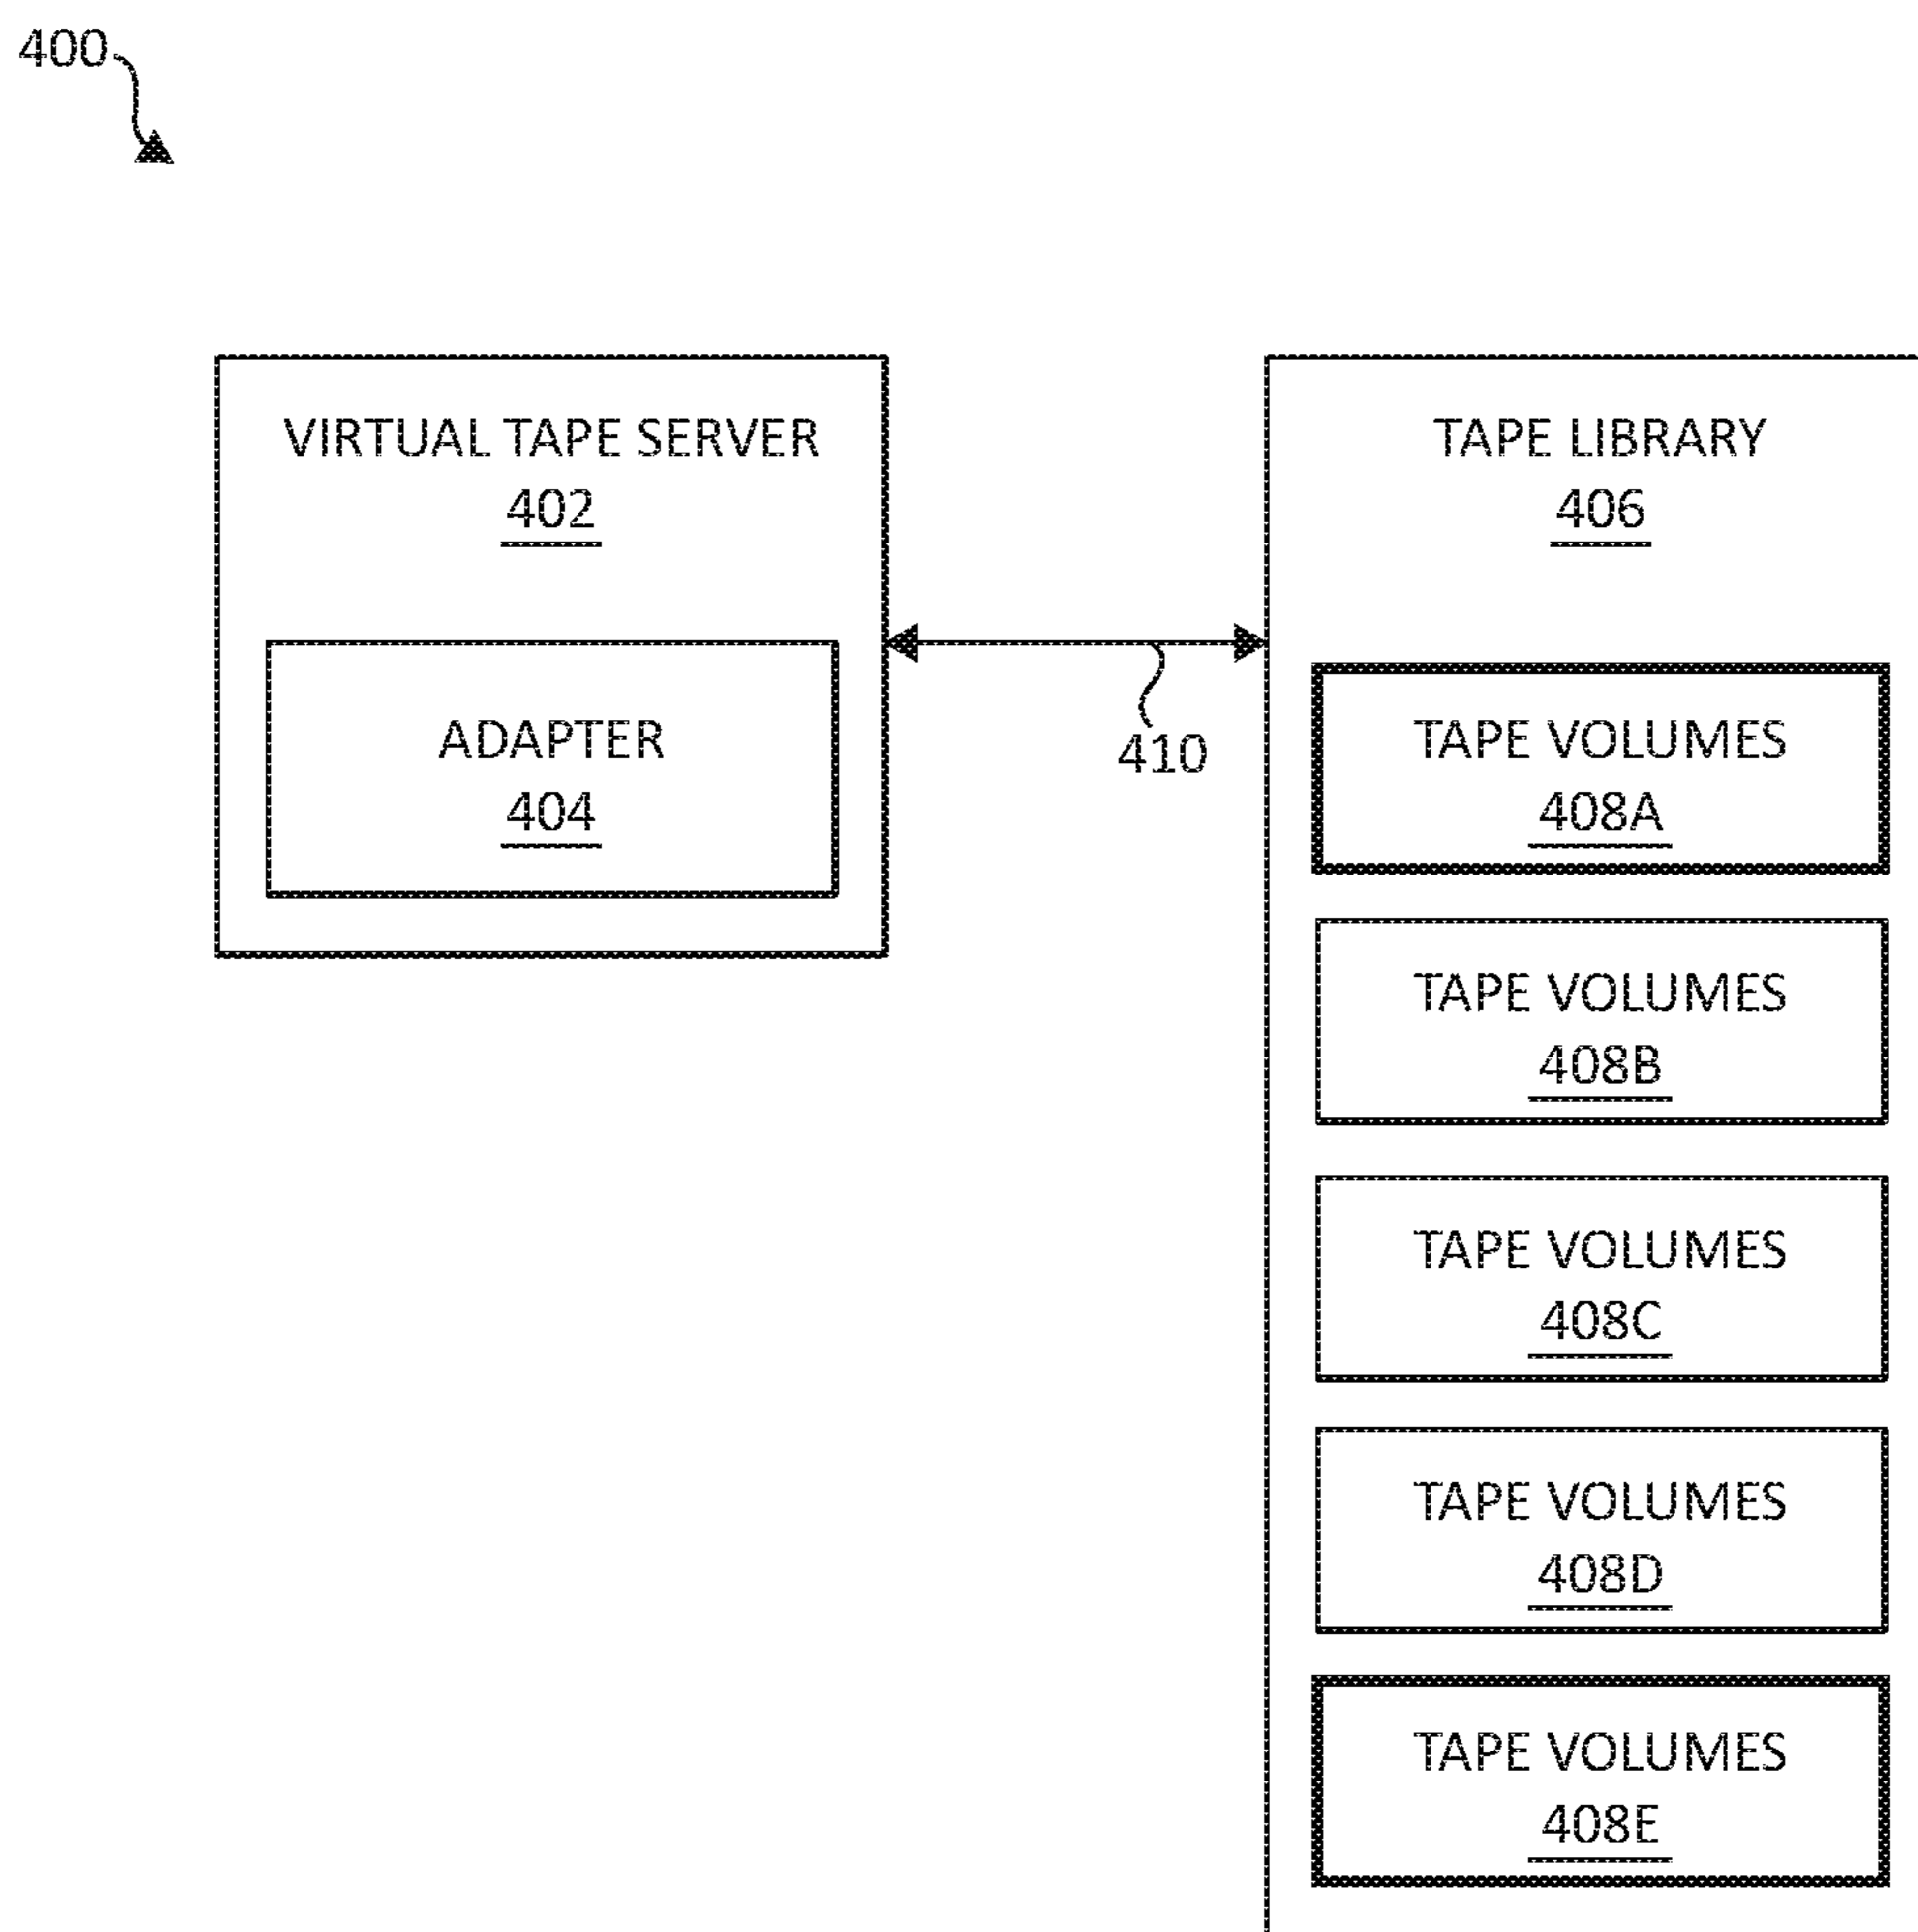 400
VIRTUAL TAPE SERVER
402
ADAPTER
404
410
TAPE LIBRARY
406
TAPE VOLUMES
408A
TAPE VOLUMES
408B
TAPE VOLUMES
408C
TAPE VOLUMES
408D
TAPE VOLUMES
408E